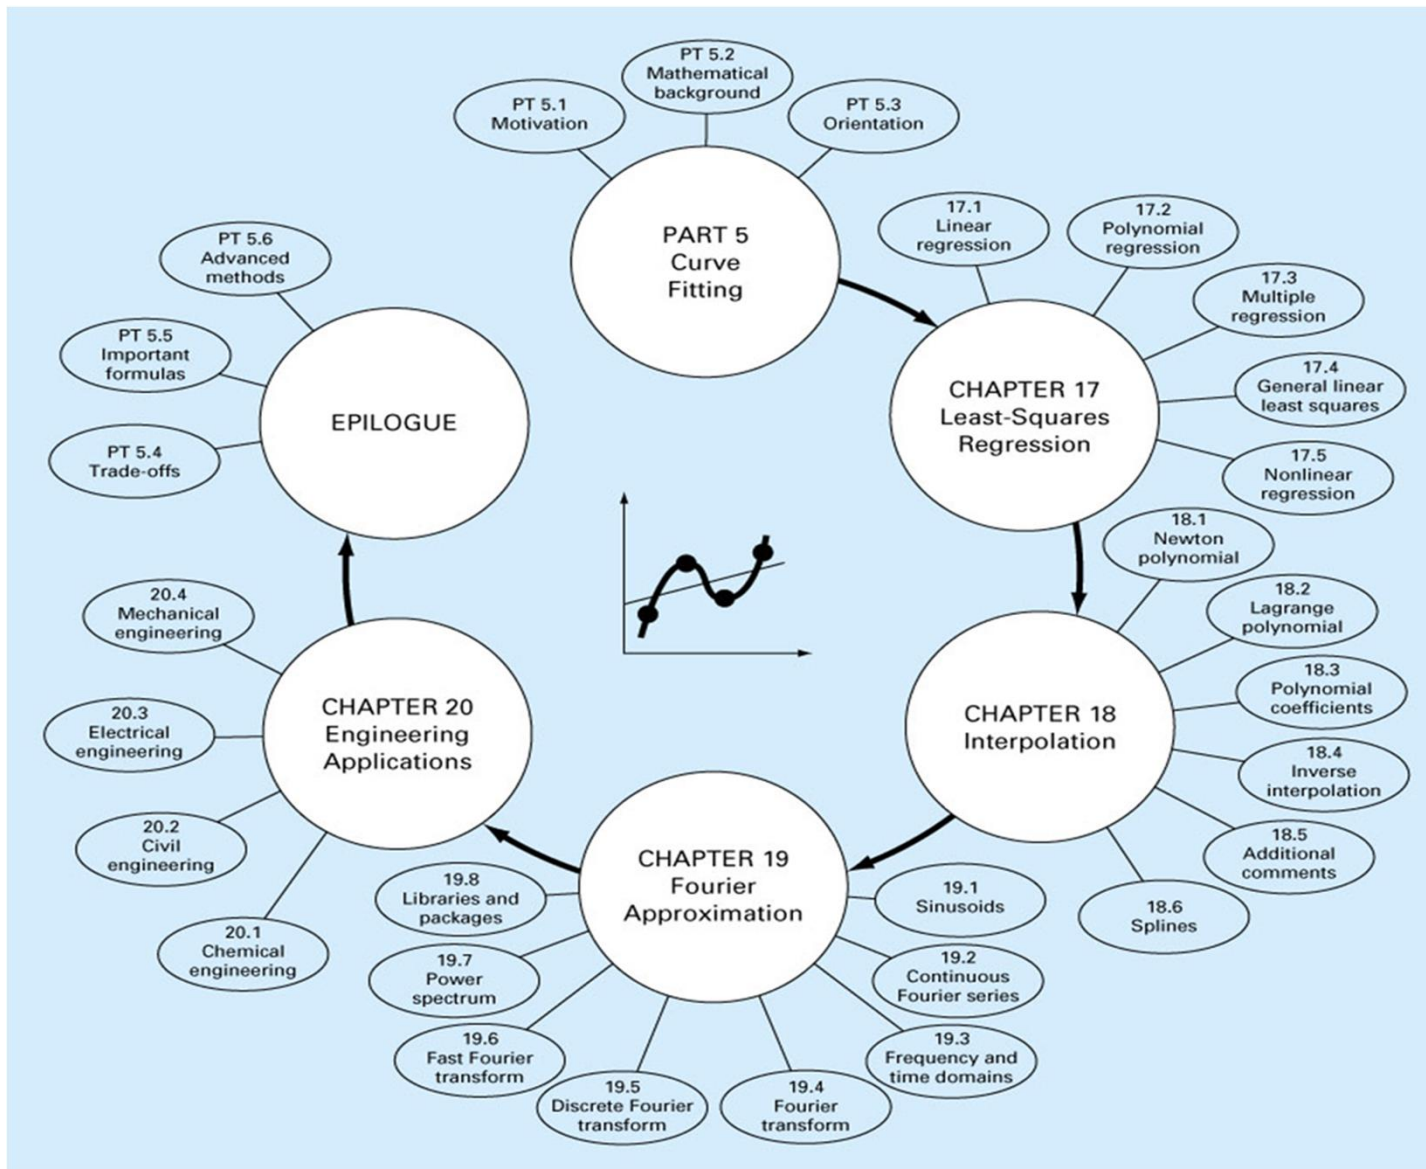 PT 5.1
Motivation
PT 5.2
Mathematical
background
PT 5.3
Orientation
PART 5
Curve
Fitting
17.1
Linear
regression
17.2
Polynomial
regression
17.3
Multiple
regression
17.4
General linear
least squares
17.5
Nonlinear
regression
CHAPTER 17
Least-Squares
Regression
18.1
Newton
polynomial
18.2
Lagrange
polynomial
18.3
Polynomial
coefficients
18.4
Inverse
interpolation
18.5
Additional
comments
18.6
Splines
CHAPTER 18
Interpolation
CHAPTER 19
Fourier
Approximation
19.1
Sinusoids
19.2
Continuous
Fourier series
19.3
Frequency and
time domains
19.4
Fourier
transform
19.5
Discrete Fourier
transform
19.6
Fast Fourier
transform
19.7
Power
spectrum
19.8
Libraries and
packages
CHAPTER 20
Engineering
Applications
20.1
Chemical
engineering
20.2
Civil
engineering
20.3
Electrical
engineering
20.4
Mechanical
engineering
EPILOGUE
PT 5.4
Trade-offs
PT 5.5
Important
formulas
PT 5.6
Advanced
methods